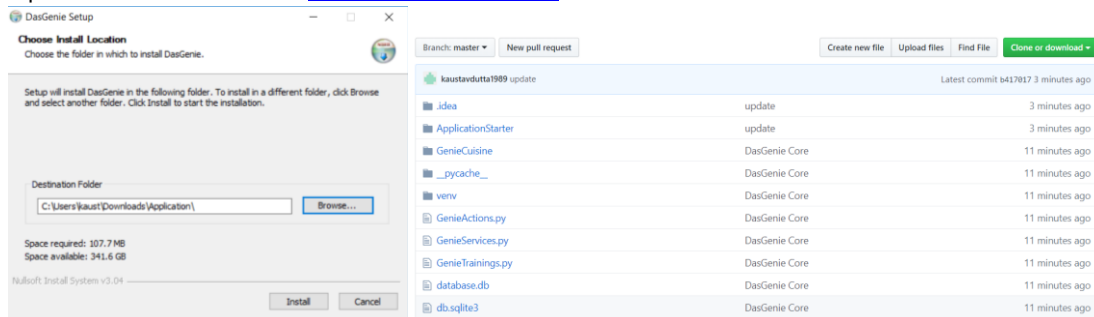 DasGenie Setup
Choose Install Location
Choose the folder in which to install DasGenie.
Setup will install DasGenie in the following folder. To install in a different folder, click Browse
and select another folder. Click Install to start the installation.
Destination Folder
C:\Users\kaust\Downloads\Application\
Browse...
Space required: 107.7 MB
Space available: 341.6 GB
Nullsoft Install System v3.04
Install Cancel
Branch: master New pull request Create new file Upload files Find File Clone or download
kaustavdutta1989 update Latest commit b417017 3 minutes ago
.idea update 3 minutes ago
ApplicationStarter update 3 minutes ago
GenieCuisine DasGenie Core 11 minutes ago
__pycache__ DasGenie Core 11 minutes ago
venv DasGenie Core 11 minutes ago
GenieActions.py DasGenie Core 11 minutes ago
GenieServices.py DasGenie Core 11 minutes ago
GenieTrainings.py DasGenie Core 11 minutes ago
database.db DasGenie Core 11 minutes ago
db.sqlite3 DasGenie Core 11 minutes ago